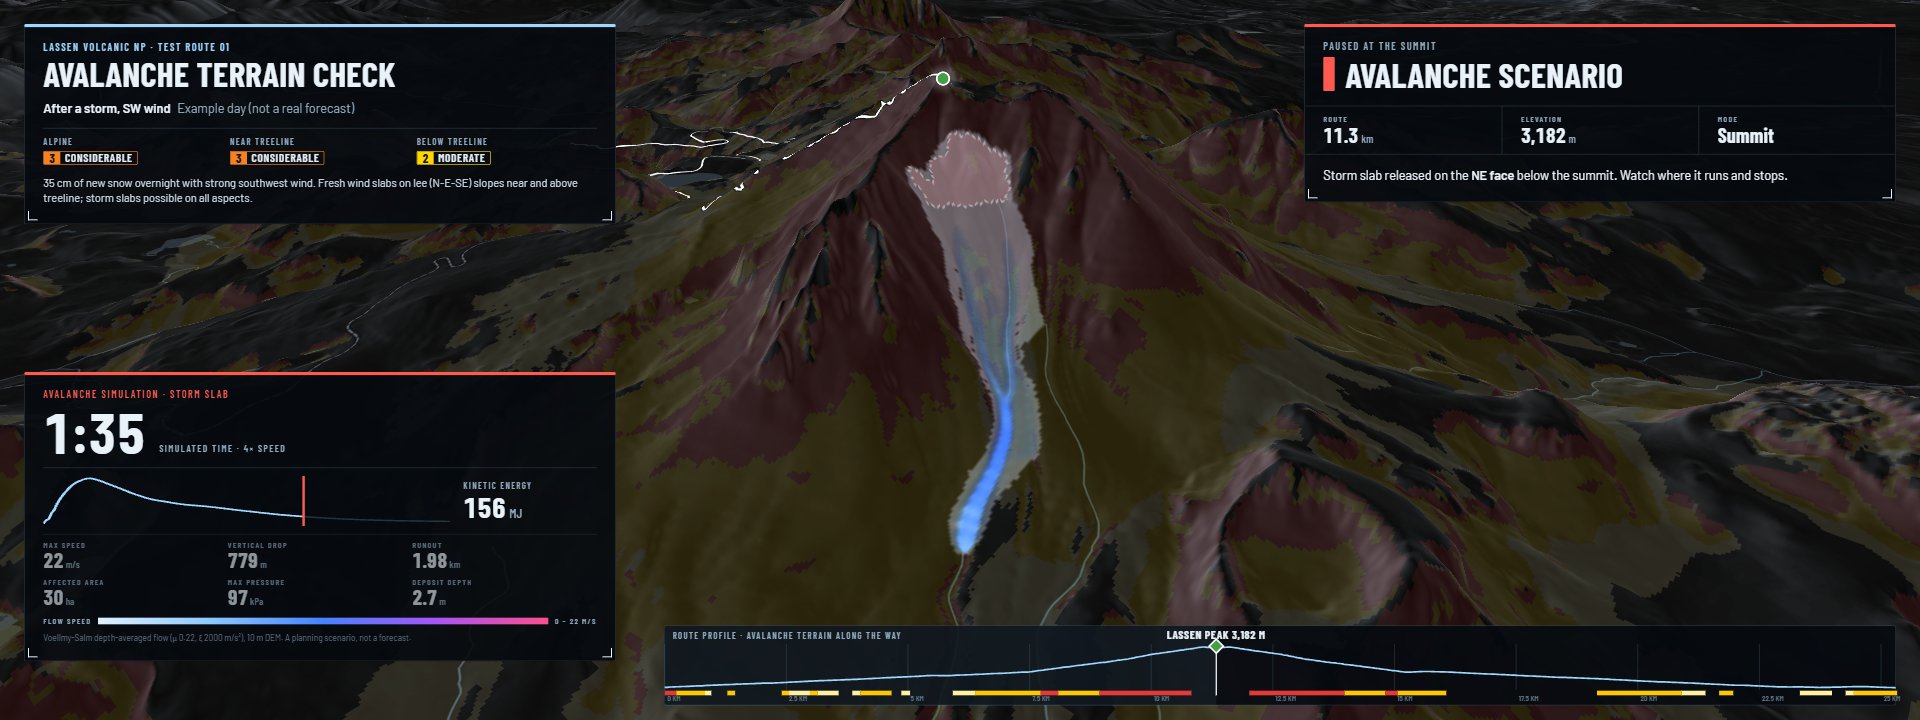 LASSEN VOLCANIC NP · TEST ROUTE 01
AVALANCHE TERRAIN CHECK
After a storm, SW wind Example day (not a real forecast)
ALPINE NEAR TREELINE BELOW TREELINE
3 CONSIDERABLE 3 CONSIDERABLE 2 MODERATE
35 cm of new snow overnight with strong southwest wind. Fresh wind slabs on lee (N-E-SE) slopes near and above
treeline; storm slabs possible on all aspects.
PAUSED AT THE SUMMIT
AVALANCHE SCENARIO
ROUTE ELEVATION MODE
11.3 km 3,182 m Summit
Storm slab released on the NE face below the summit. Watch where it runs and stops.
AVALANCHE SIMULATION · STORM SLAB
1:35 SIMULATED TIME · 4× SPEED
KINETIC ENERGY
156 MJ
MAX SPEED VERTICAL DROP RUNOUT
22 m/s 779 m 1.98 km
AFFECTED AREA MAX PRESSURE DEPOSIT DEPTH
30 ha 97 kPa 2.7 m
FLOW SPEED 0 – 22 M/S
Voellmy-Salm depth-averaged flow (μ 0.22, ξ 2000 m/s²), 10 m DEM. A planning scenario, not a forecast.
ROUTE PROFILE · AVALANCHE TERRAIN ALONG THE WAY
LASSEN PEAK 3,182 M
0 KM 2.5 KM 5 KM 7.5 KM 10 KM 12.5 KM 15 KM 17.5 KM 20 KM 22.5 KM 25 KM